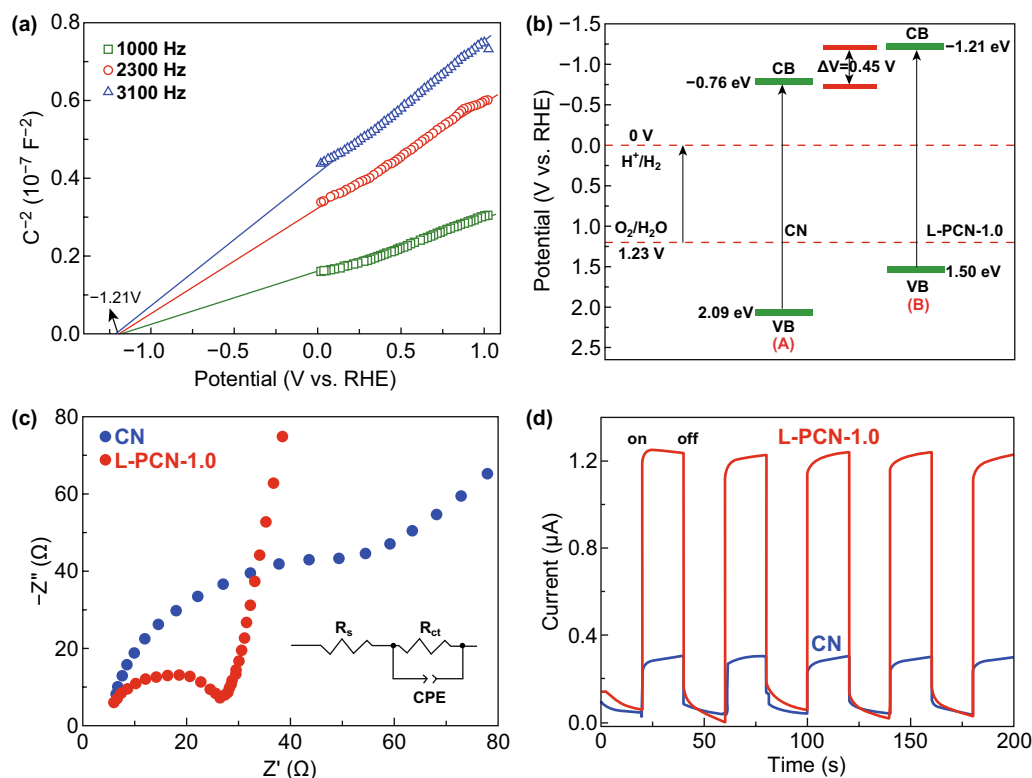 (a)
1000 Hz
2300 Hz
3100 Hz
−1.21V
C⁻² (10⁻⁷ F⁻²)
0.8
0.6
0.4
0.2
0.0
−1.0 −0.5 0.0 0.5 1.0
Potential (V vs. RHE)
(b)
CB
−1.21 eV
ΔV=0.45 V
CB
−0.76 eV
0 V
H⁺/H₂
O₂/H₂O
1.23 V
CN
L-PCN-1.0
1.50 eV
VB
(B)
2.09 eV
VB
(A)
Potential (V vs. RHE)
−1.5
−1.0
−0.5
0.0
0.5
1.0
1.5
2.0
2.5
(c)
CN
L-PCN-1.0
Rs
Rct
CPE
−Z" (Ω)
80
60
40
20
0
0 20 40 60 80
Z' (Ω)
(d)
on off
L-PCN-1.0
CN
Current (µA)
1.2
0.8
0.4
0.0
0 50 100 150 200
Time (s)